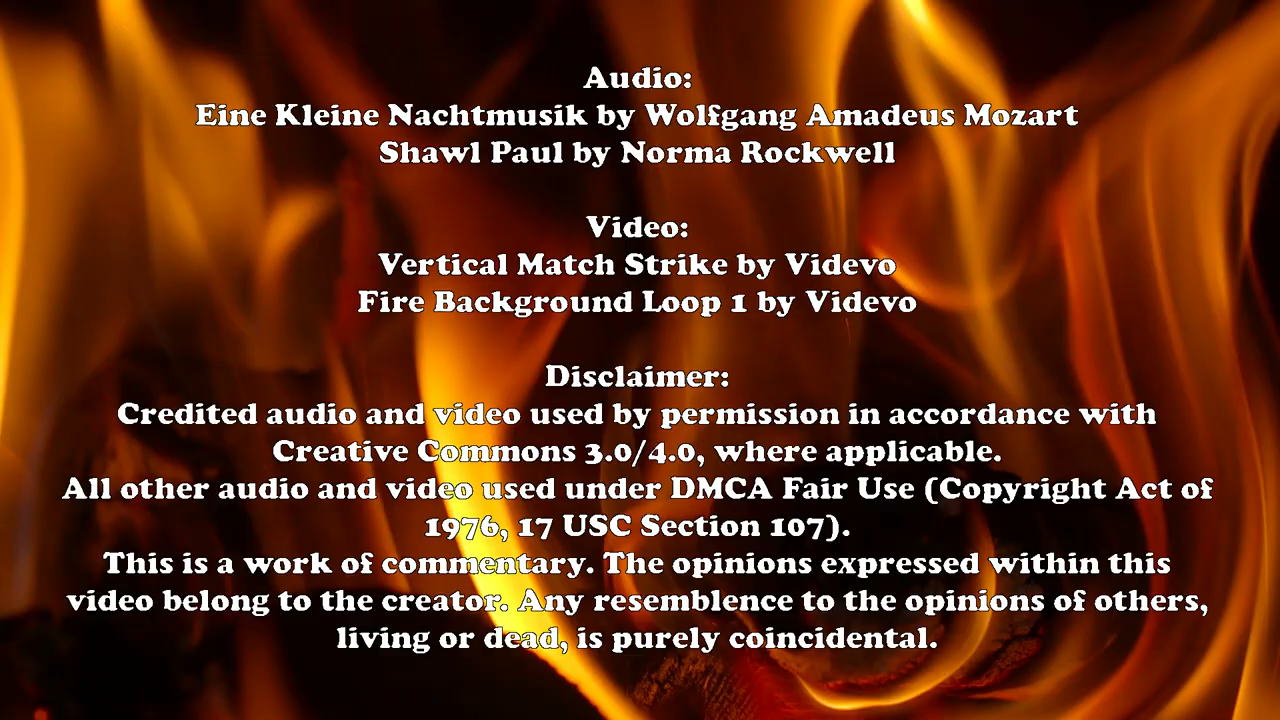 Audio:
Eine Kleine Nachtmusik by Wolfgang Amadeus Mozart
Shawl Paul by Norma Rockwell
Video:
Vertical Match Strike by Videvo
Fire Background Loop 1 by Videvo
Disclaimer:
Credited audio and video used by permission in accordance with
Creative Commons 3.0/4.0, where applicable.
All other audio and video used under DMCA Fair Use (Copyright Act of
1976, 17 USC Section 107).
This is a work of commentary. The opinions expressed within this
video belong to the creator. Any resemblence to the opinions of others,
living or dead, is purely coincidental.